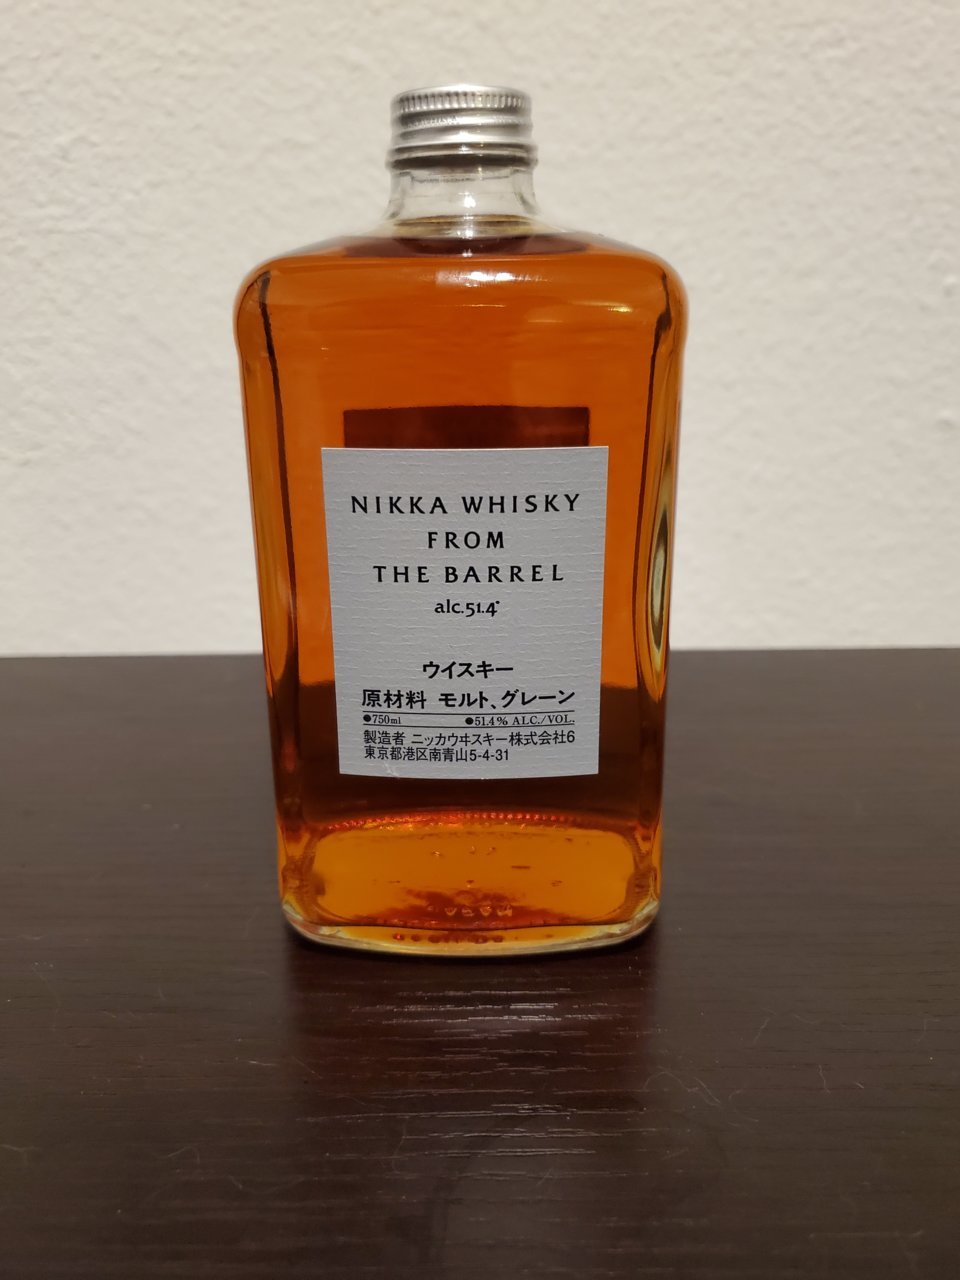 NIKKA WHISKY
FROM
THE BARREL
alc.51.4°
ウイスキー
原材料 モルト、グレーン
●750ml ●51.4% ALC./VOL.
製造者 ニッカウヰスキー株式会社6
東京都港区南青山5-4-31